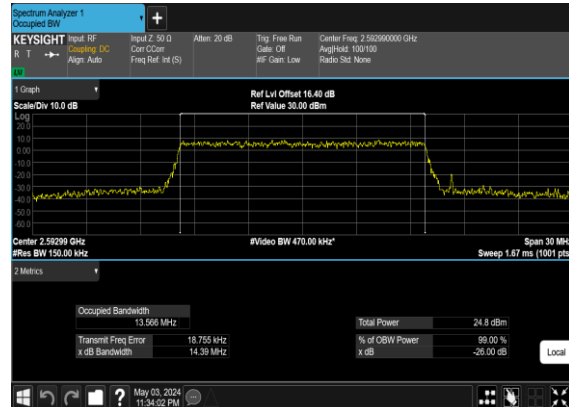 Spectrum Analyzer 1
Occupied BW
+
KEYSIGHT
R T
LW
Input: RF
Coupling: DC
Align: Auto
Input Z: 50 Ω
Corr CCorr
Freq Ref: Int (S)
Atten: 20 dB
Trig: Free Run
Gate: Off
#IF Gain: Low
Center Freq: 2.592990000 GHz
Avg|Hold: 100/100
Radio Std: None
1 Graph
Scale/Div 10.0 dB
Ref Lvl Offset 16.40 dB
Ref Value 30.00 dBm
Log
20.0
10.0
0.00
-10.0
-20.0
-30.0
-40.0
-50.0
-60.0
Center 2.59299 GHz
#Res BW 150.00 kHz
#Video BW 470.00 kHz*
Span 30 MHz
Sweep 1.67 ms (1001 pts)
2 Metrics
Occupied Bandwidth
13.566 MHz
Total Power 24.8 dBm
Transmit Freq Error 18.755 kHz
% of OBW Power 99.00 %
x dB Bandwidth 14.39 MHz
x dB -26.00 dB
Local
?
May 03, 2024
11:34:02 PM